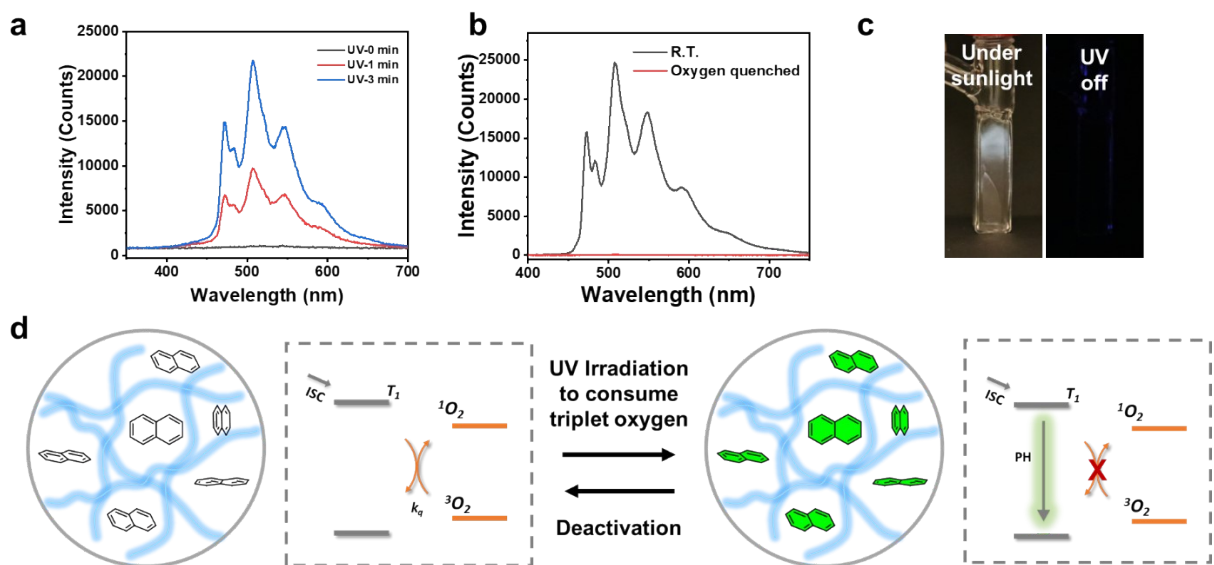 a
25000
20000
15000
10000
5000
0
Intensity (Counts)
UV-0 min
UV-1 min
UV-3 min
400
500
600
700
Wavelength (nm)
b
25000
20000
15000
10000
5000
0
Intensity (Counts)
R.T.
Oxygen quenched
400
500
600
700
Wavelength (nm)
c
Under
sunlight
UV
off
d
ISC
T1
1O2
kq
3O2
UV Irradiation
to consume
triplet oxygen
Deactivation
ISC
T1
PH
1O2
X
3O2